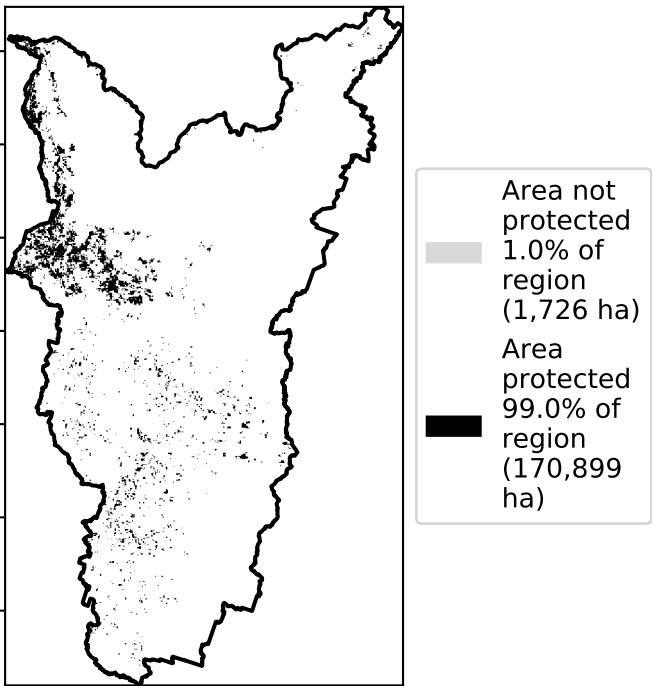 Area not
protected
1.0% of
region
(1,726 ha)
Area
protected
99.0% of
region
(170,899
ha)